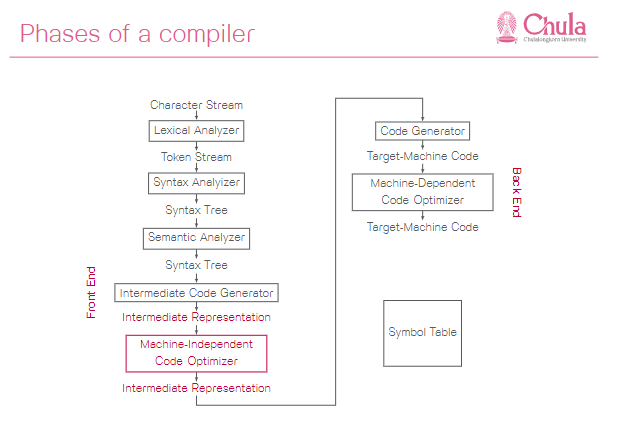 Phases of a compiler
Chula
Chulalongkorn University
Character Stream
Lexical Analyzer
Token Stream
Syntax Analyizer
Syntax Tree
Semantic Analyzer
Syntax Tree
Intermediate Code Generator
Intermediate Representation
Machine-Independent
Code Optimizer
Intermediate Representation
Front End
Code Generator
Target-Machine Code
Machine-Dependent
Code Optimizer
Target-Machine Code
Back End
Symbol Table